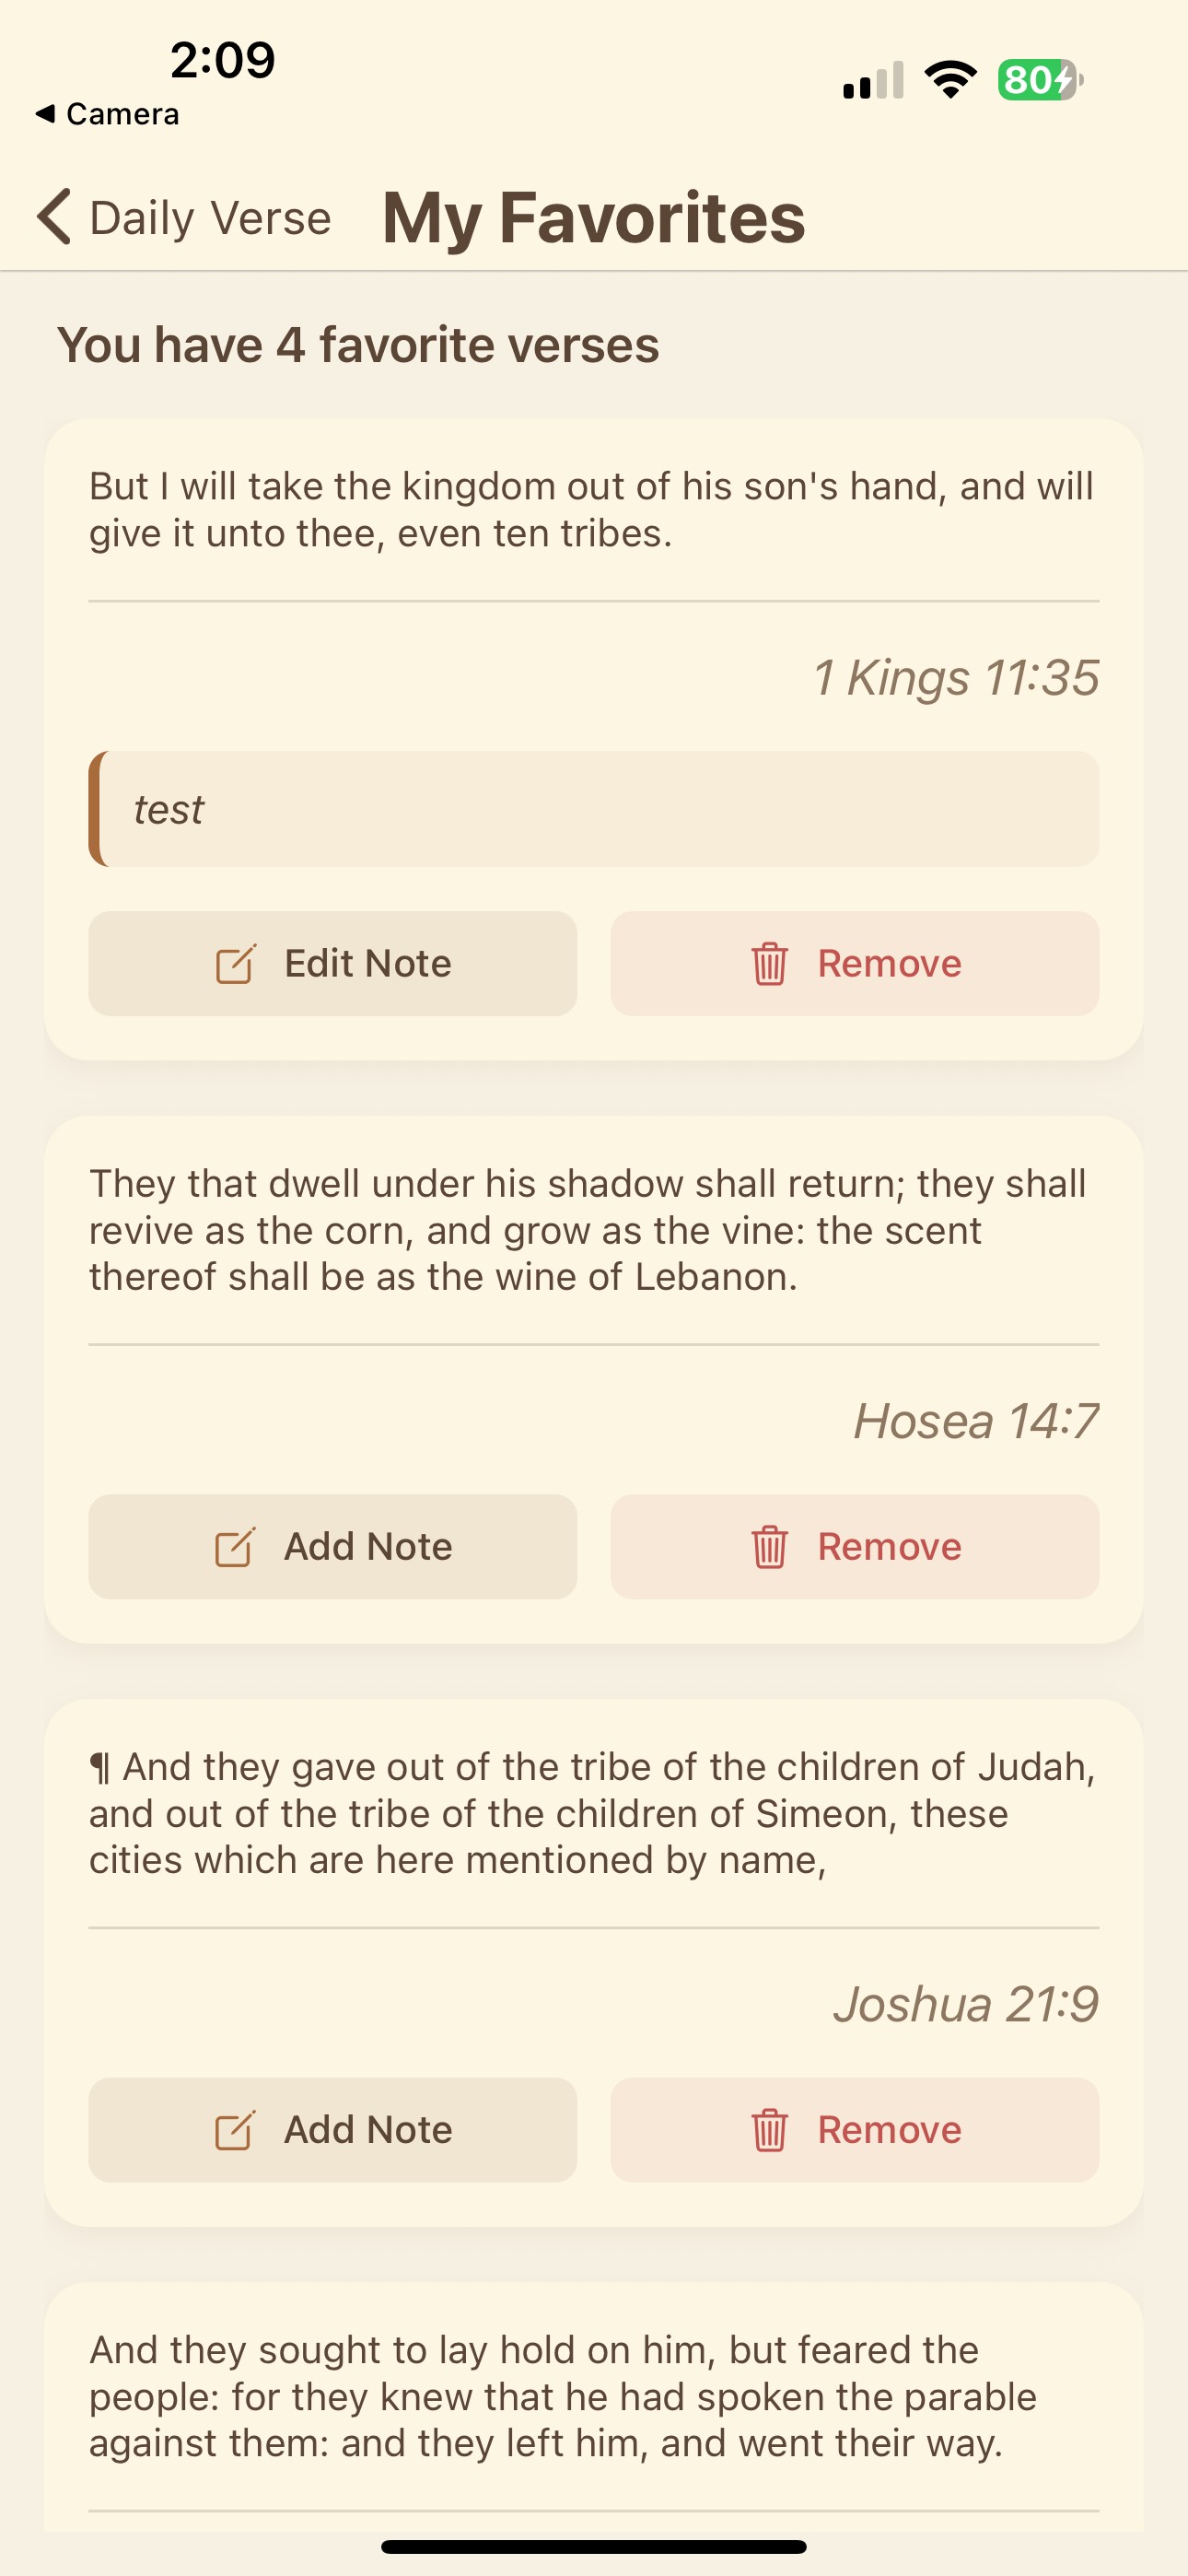 2:09
80
Camera
Daily Verse
My Favorites
You have 4 favorite verses
But I will take the kingdom out of his son's hand, and will
give it unto thee, even ten tribes.
1 Kings 11:35
test
Edit Note
Remove
They that dwell under his shadow shall return; they shall
revive as the corn, and grow as the vine: the scent
thereof shall be as the wine of Lebanon.
Hosea 14:7
Add Note
Remove
¶ And they gave out of the tribe of the children of Judah,
and out of the tribe of the children of Simeon, these
cities which are here mentioned by name,
Joshua 21:9
Add Note
Remove
And they sought to lay hold on him, but feared the
people: for they knew that he had spoken the parable
against them: and they left him, and went their way.